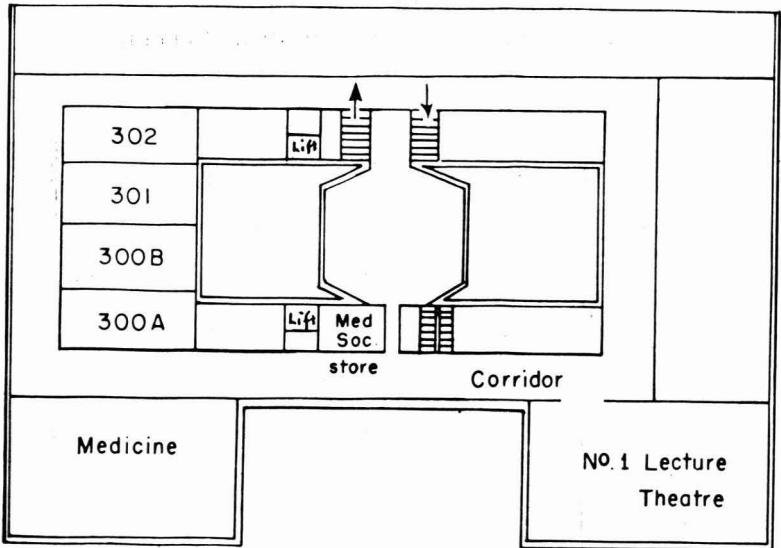 302
Lift
301
300B
300A
Lift
Med
Soc.
store
Corridor
Medicine
NO. 1 Lecture
Theatre